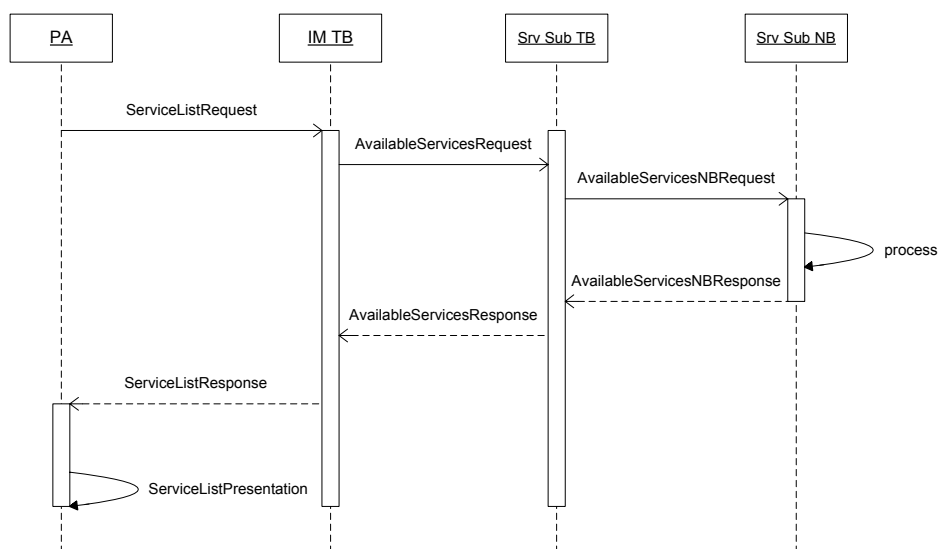 PA
IM TB
Srv Sub TB
Srv Sub NB
ServiceListRequest
AvailableServicesRequest
AvailableServicesNBRequest
process
AvailableServicesNBResponse
AvailableServicesResponse
ServiceListResponse
ServiceListPresentation